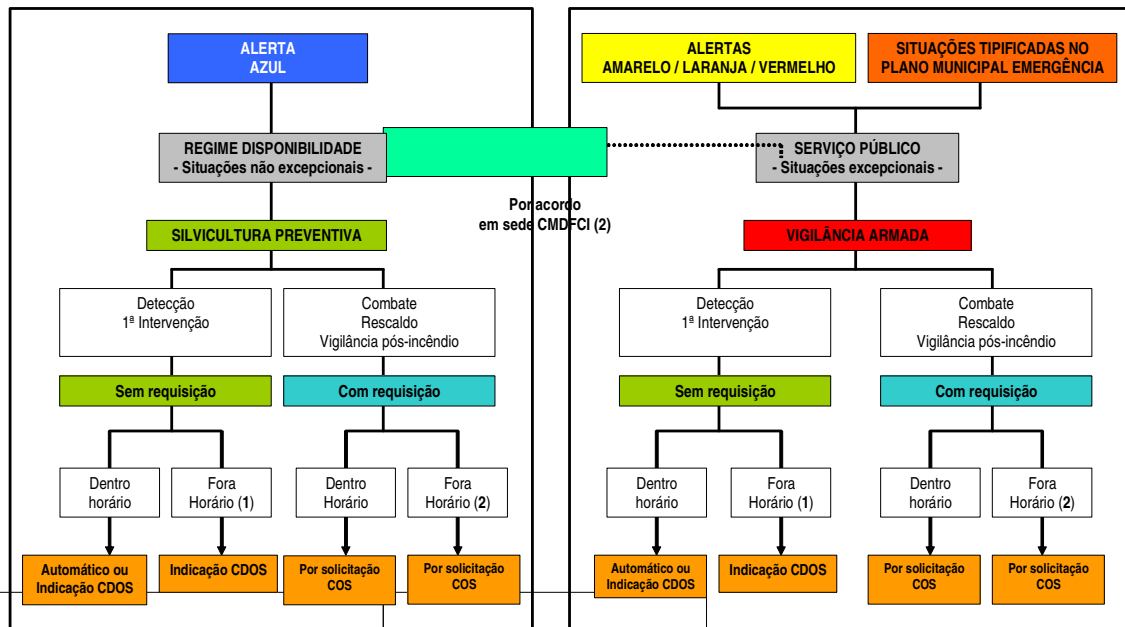 ALERTA
AZUL
REGIME DISPONIBILIDADE
- Situações não excepcionais -
SILVICULTURA PREVENTIVA
Detecção
1ª Intervenção
Combate
Rescaldo
Vigilância pós-incêndio
Sem requisição
Com requisição
Dentro
horário
Fora
Horário (1)
Dentro
Horário
Fora
Horário (2)
Automático ou
Indicação CDOS
Indicação CDOS
Por solicitação
COS
Por solicitação
COS
Por acordo
em sede CMDFCI (2)
ALERTAS
AMARELO / LARANJA / VERMELHO
SITUAÇÕES TIPIFICADAS NO
PLANO MUNICIPAL EMERGÊNCIA
SERVIÇO PÚBLICO
- Situações excepcionais -
VIGILÂNCIA ARMADA
Detecção
1ª Intervenção
Combate
Rescaldo
Vigilância pós-incêndio
Sem requisição
Com requisição
Dentro
horário
Fora
Horário (1)
Dentro
horário
Fora
Horário (2)
Automático ou
Indicação CDOS
Indicação CDOS
Por solicitação
COS
Por solicitação
COS